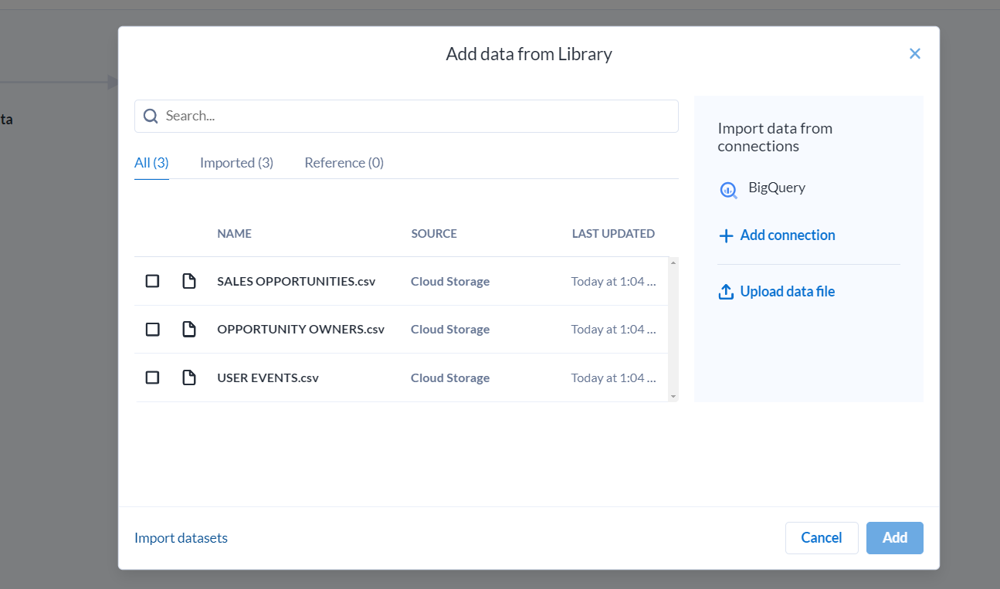 Add data from Library
ta
Search...
All (3) Imported (3) Reference (0)
NAME SOURCE LAST UPDATED
SALES OPPORTUNITIES.csv Cloud Storage Today at 1:04 ...
OPPORTUNITY OWNERS.csv Cloud Storage Today at 1:04 ...
USER EVENTS.csv Cloud Storage Today at 1:04 ...
Import data from
connections
BigQuery
Add connection
Upload data file
Import datasets
Cancel Add